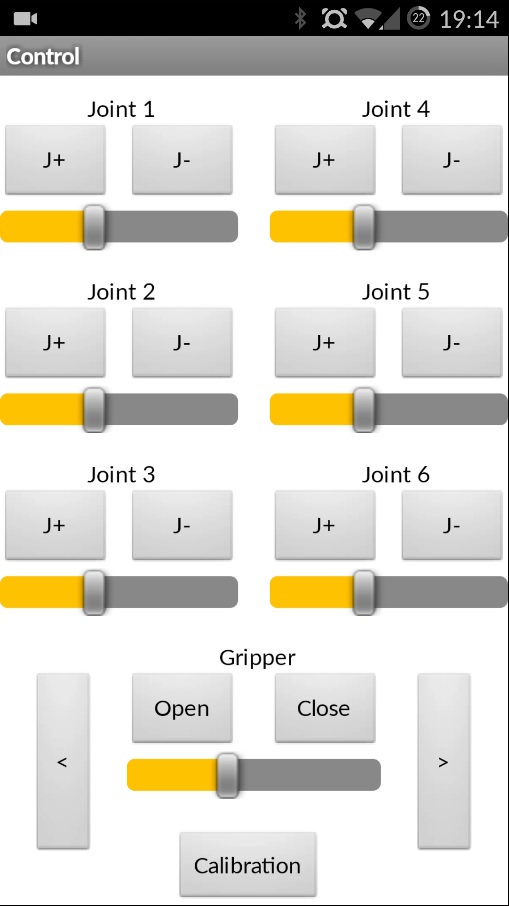 22 19:14
Control
Joint 1 Joint 4
J+ J- J+ J-
Joint 2 Joint 5
J+ J- J+ J-
Joint 3 Joint 6
J+ J- J+ J-
Gripper
Open Close
< >
Calibration